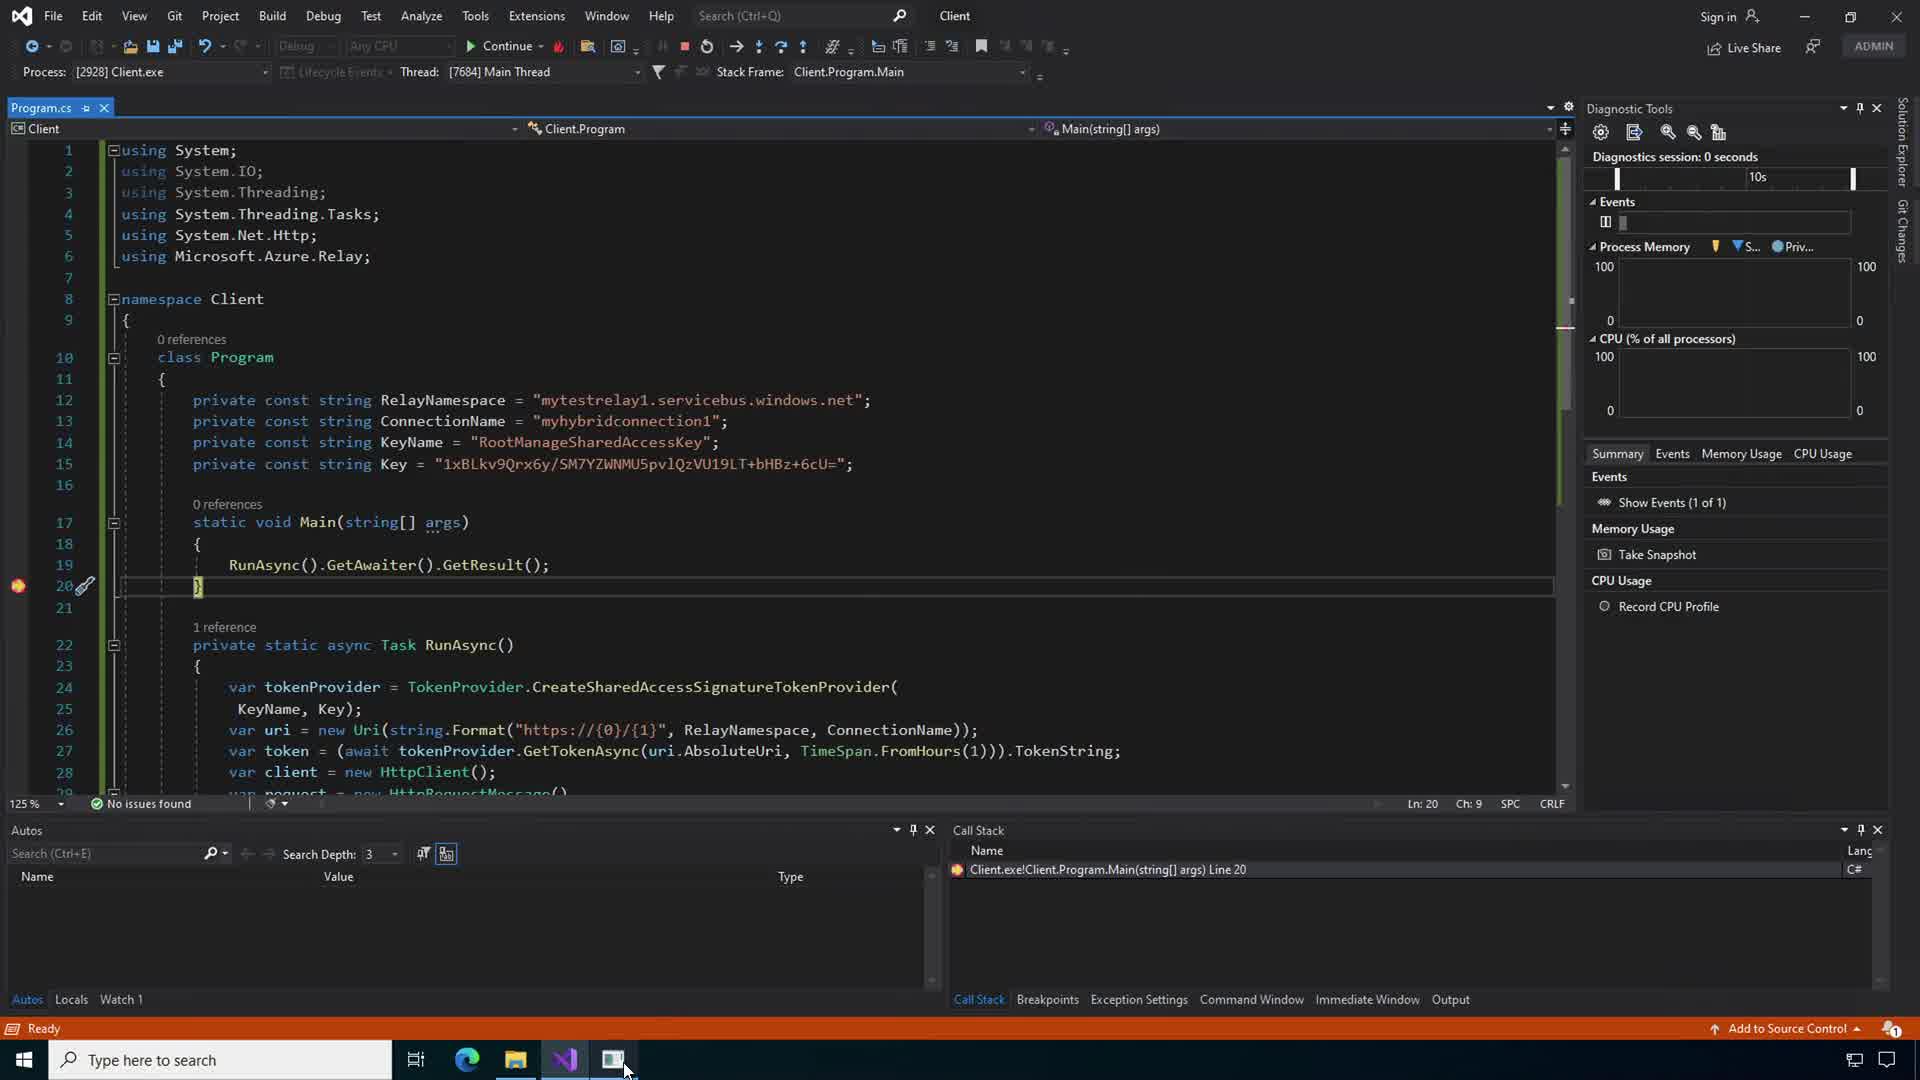 File Edit View Git Project Build Debug Test Analyze Tools Extensions Window Help Search (Ctrl+Q) Client Sign in
Debug Any CPU Continue Live Share ADMIN
Process: [2928] Client.exe Lifecycle Events Thread: [7684] Main Thread Stack Frame: Client.Program.Main
Program.cs
Client Client.Program Main(string[] args)
1 using System;
2 using System.IO;
3 using System.Threading;
4 using System.Threading.Tasks;
5 using System.Net.Http;
6 using Microsoft.Azure.Relay;
7
8 namespace Client
9 {
0 references
10 class Program
11 {
12 private const string RelayNamespace = "mytestrelay1.servicebus.windows.net";
13 private const string ConnectionName = "myhybridconnection1";
14 private const string KeyName = "RootManageSharedAccessKey";
15 private const string Key = "1xBLkv9Qrx6y/SM7YZWNMU5pvlQzVU19LT+bHBz+6cU=";
16
0 references
17 static void Main(string[] args)
18 {
19 RunAsync().GetAwaiter().GetResult();
20 }
21
1 reference
22 private static async Task RunAsync()
23 {
24 var tokenProvider = TokenProvider.CreateSharedAccessSignatureTokenProvider(
25 KeyName, Key);
26 var uri = new Uri(string.Format("https://{0}/{1}", RelayNamespace, ConnectionName));
27 var token = (await tokenProvider.GetTokenAsync(uri.AbsoluteUri, TimeSpan.FromHours(1))).TokenString;
28 var client = new HttpClient();
29 var request = new HttpRequestMessage()
125 % No issues found Ln: 20 Ch: 9 SPC CRLF
Diagnostic Tools
Diagnostics session: 0 seconds
10s
Events
Process Memory S... Priv...
100 100
0 0
CPU (% of all processors)
100 100
0 0
Summary Events Memory Usage CPU Usage
Events
Show Events (1 of 1)
Memory Usage
Take Snapshot
CPU Usage
Record CPU Profile
Solution Explorer
Git Changes
Autos
Search (Ctrl+E) Search Depth: 3
Name Value Type
Autos Locals Watch 1
Call Stack
Name Lang
Client.exe!Client.Program.Main(string[] args) Line 20 C#
Call Stack Breakpoints Exception Settings Command Window Immediate Window Output
Ready Add to Source Control 1
Type here to search